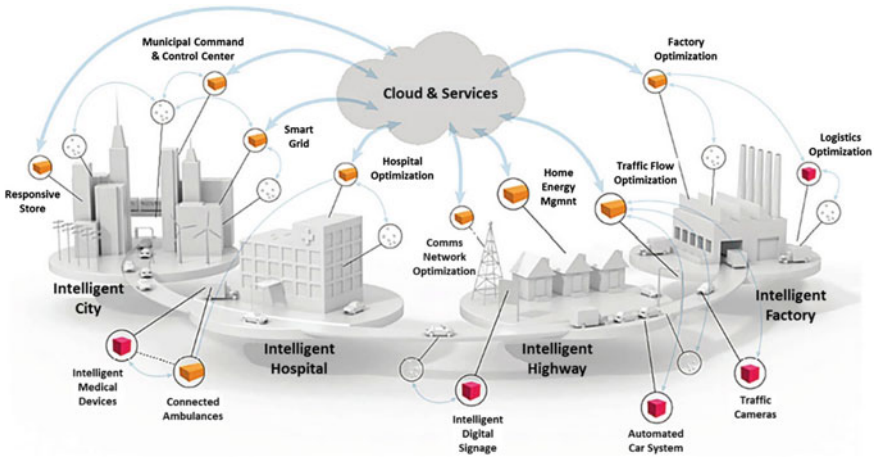 Municipal Command
& Control Center
Factory
Optimization
Cloud & Services
Smart
Grid
Hospital
Optimization
Home
Energy
Mgmnt
Traffic Flow
Optimization
Logistics
Optimization
Responsive
Store
Comms
Network
Optimization
Intelligent
City
Intelligent
Hospital
Intelligent
Highway
Intelligent
Factory
Intelligent
Medical
Devices
Connected
Ambulances
Intelligent
Digital
Signage
Automated
Car System
Traffic
Cameras